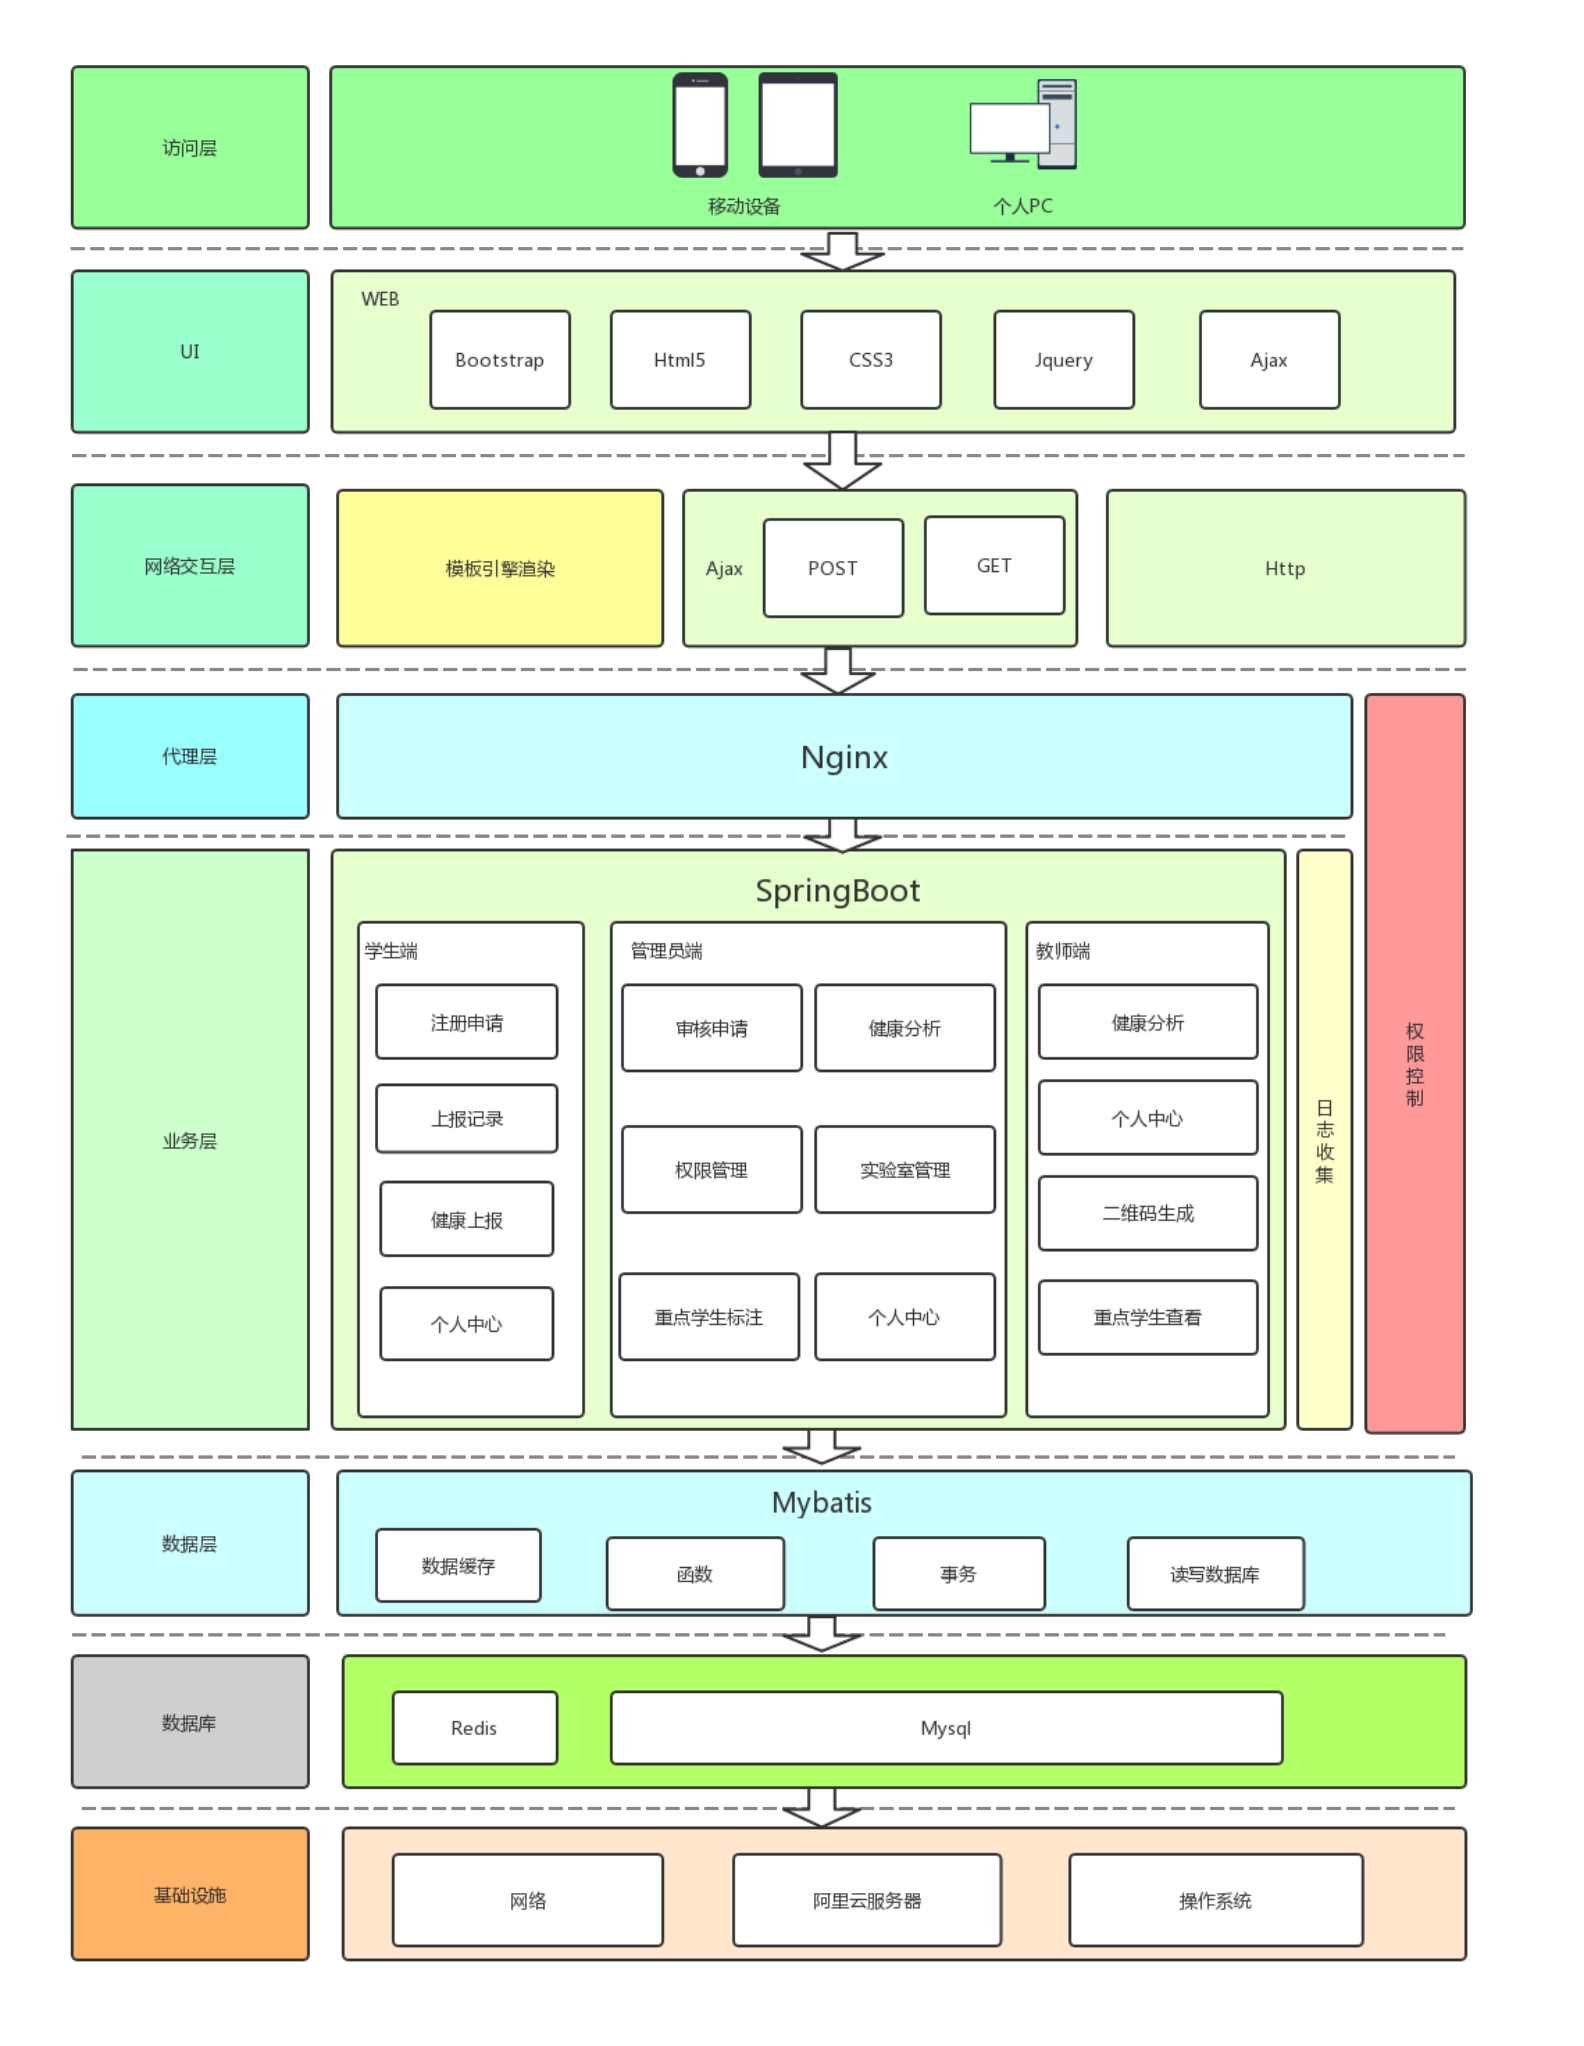 访问层
移动设备
个人PC
UI
WEB
Bootstrap
Html5
CSS3
Jquery
Ajax
网络交互层
模板引擎渲染
Ajax
POST
GET
Http
代理层
Nginx
权限控制
业务层
SpringBoot
学生端
注册申请
上报记录
健康上报
个人中心
管理员端
审核申请
健康分析
权限管理
实验室管理
重点学生标注
个人中心
教师端
健康分析
个人中心
二维码生成
重点学生查看
日志收集
数据层
Mybatis
数据缓存
函数
事务
读写数据库
数据库
Redis
Mysql
基础设施
网络
阿里云服务器
操作系统